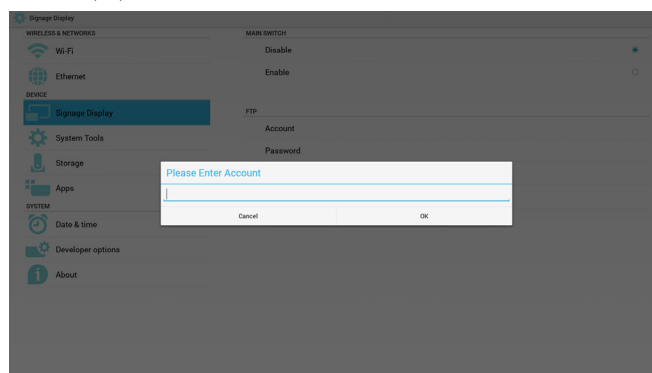 Signage Display
WIRELESS & NETWORKS
Wi-Fi
Ethernet
DEVICE
Signage Display
System Tools
Storage
Apps
SYSTEM
Date & time
Developer options
About
MAIN SWITCH
Disable
Enable
FTP
Account
Password
Please Enter Account
Cancel
OK